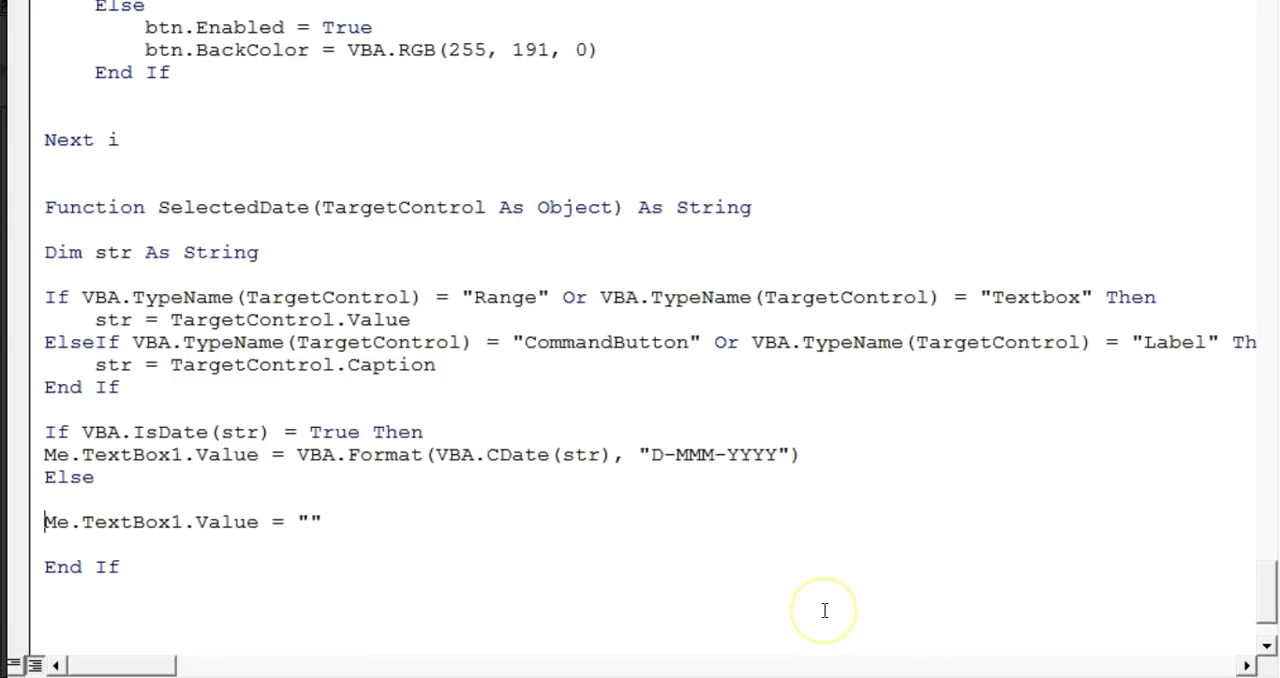 Else
btn.Enabled = True
btn.BackColor = VBA.RGB(255, 191, 0)
End If
Next i
Function SelectedDate(TargetControl As Object) As String
Dim str As String
If VBA.TypeName(TargetControl) = "Range" Or VBA.TypeName(TargetControl) = "Textbox" Then
str = TargetControl.Value
ElseIf VBA.TypeName(TargetControl) = "CommandButton" Or VBA.TypeName(TargetControl) = "Label" Th
str = TargetControl.Caption
End If
If VBA.IsDate(str) = True Then
Me.TextBox1.Value = VBA.Format(VBA.CDate(str), "D-MMM-YYYY")
Else
Me.TextBox1.Value = ""
End If